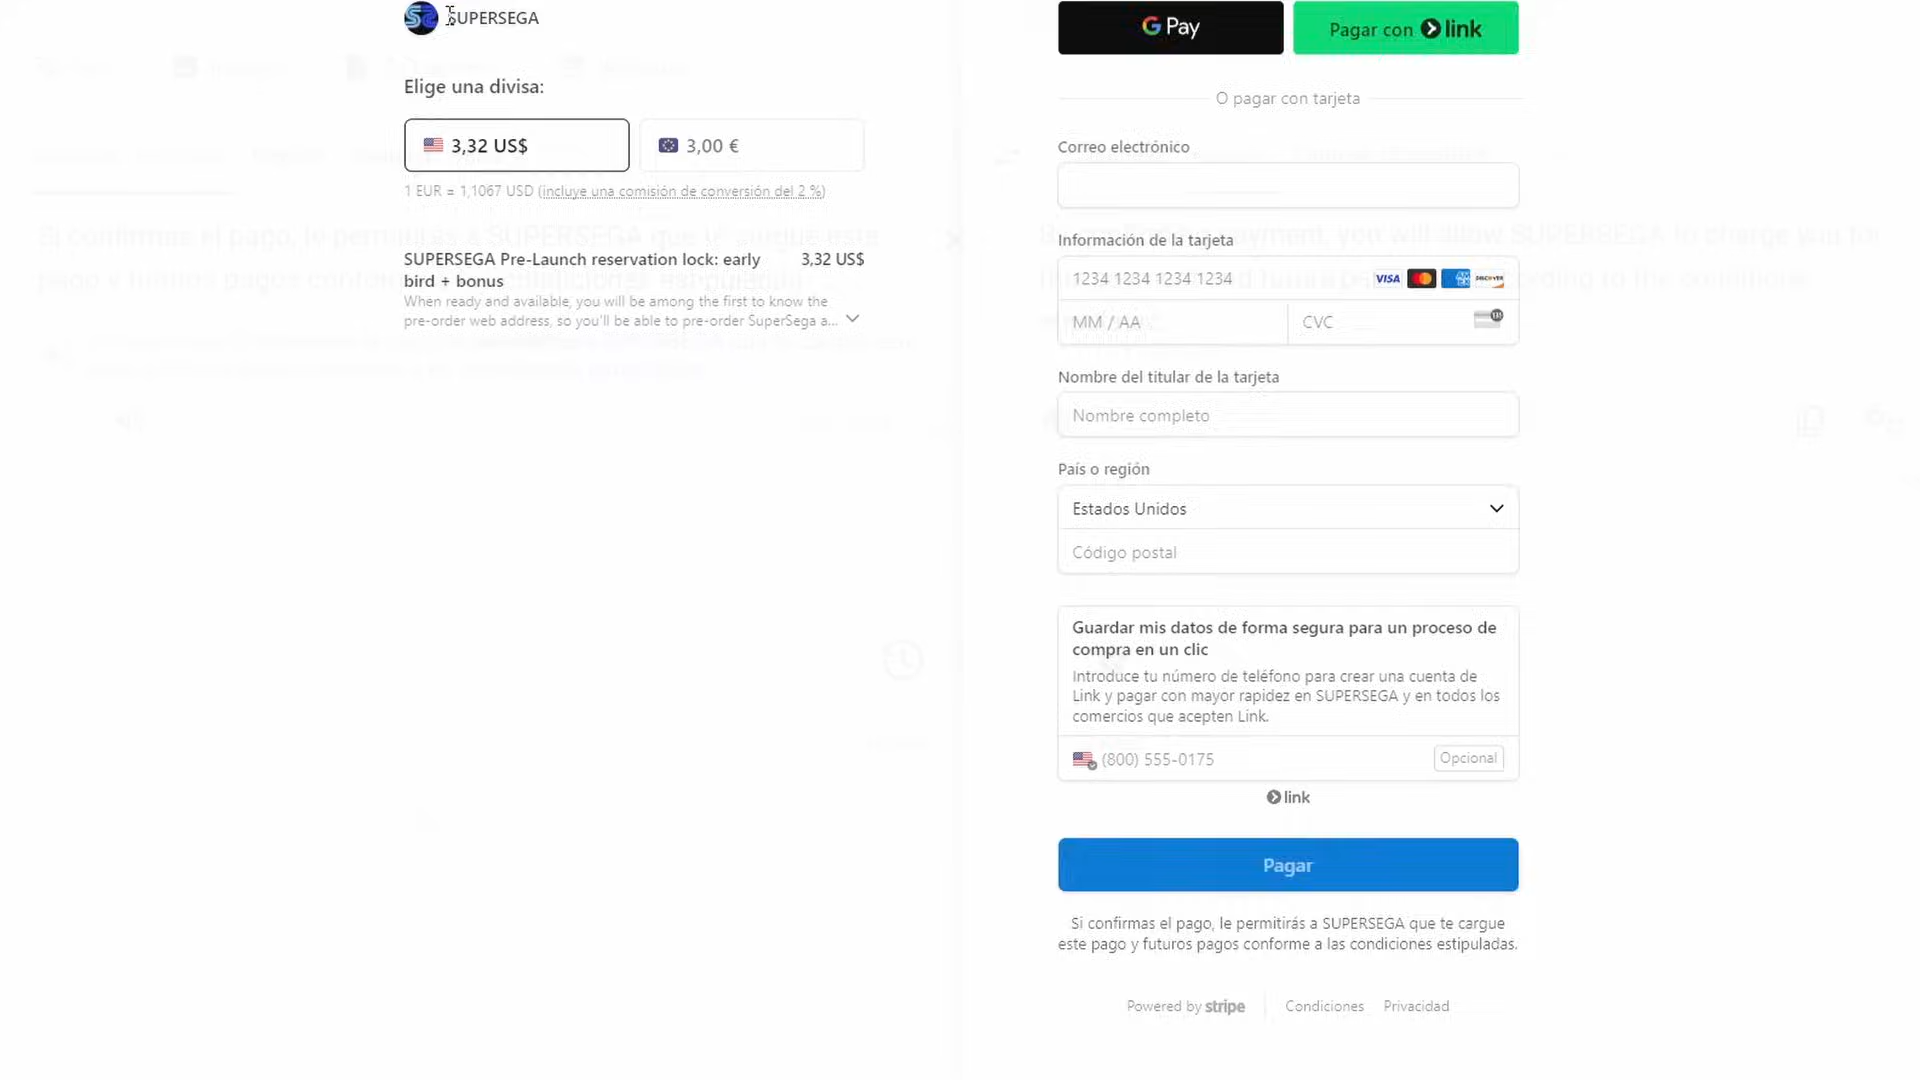 SUPERSEGA
Elige una divisa:
3,32 US$
3,00 €
1 EUR = 1,1067 USD (incluye una comisión de conversión del 2 %)
SUPERSEGA Pre-Launch reservation lock: early bird + bonus
3,32 US$
When ready and available, you will be among the first to know the
pre-order web address, so you'll be able to pre-order SuperSega a...
G Pay
Pagar con link
O pagar con tarjeta
Correo electrónico
Información de la tarjeta
1234 1234 1234 1234
VISA
DISCOVER
MM / AA
CVC
Nombre del titular de la tarjeta
Nombre completo
País o región
Estados Unidos
Código postal
Guardar mis datos de forma segura para un proceso de
compra en un clic
Introduce tu número de teléfono para crear una cuenta de
Link y pagar con mayor rapidez en SUPERSEGA y en todos los
comercios que acepten Link.
(800) 555-0175
Opcional
link
Pagar
Si confirmas el pago, le permitirás a SUPERSEGA que te cargue
este pago y futuros pagos conforme a las condiciones estipuladas.
Powered by stripe
Condiciones
Privacidad